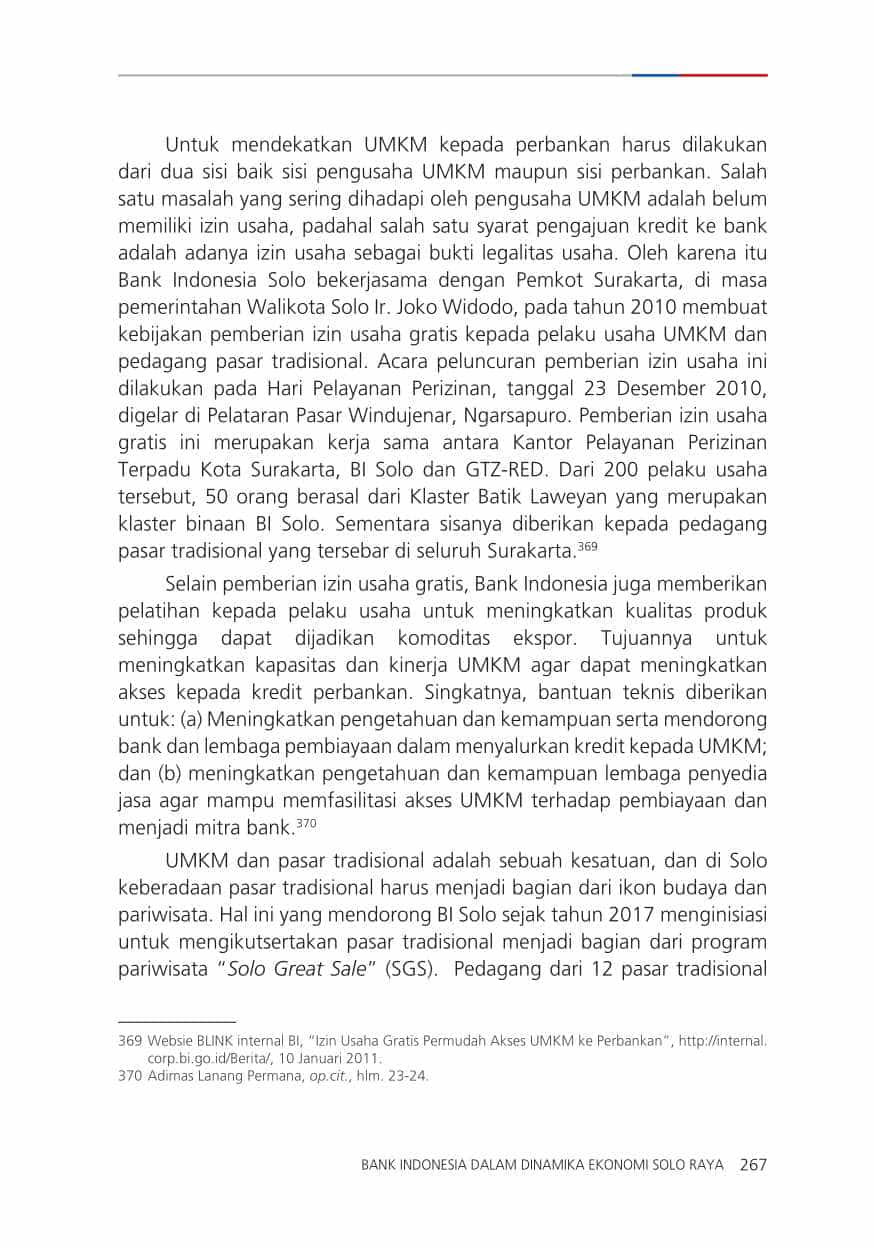 Untuk mendekatkan UMKM kepada perbankan harus dilakukan
dari dua sisi baik sisi pengusaha UMKM maupun sisi perbankan. Salah
satu masalah yang sering dihadapi oleh pengusaha UMKM adalah belum
memiliki izin usaha, padahal salah satu syarat pengajuan kredit ke bank
adalah adanya izin usaha sebagai bukti legalitas usaha. Oleh karena itu
Bank Indonesia Solo bekerjasama dengan Pemkot Surakarta, di masa
pemerintahan Walikota Solo Ir. Joko Widodo, pada tahun 2010 membuat
kebijakan pemberian izin usaha gratis kepada pelaku usaha UMKM dan
pedagang pasar tradisional. Acara peluncuran pemberian izin usaha ini
dilakukan pada Hari Pelayanan Perizinan, tanggal 23 Desember 2010,
digelar di Pelataran Pasar Windujenar, Ngarsapuro. Pemberian izin usaha
gratis ini merupakan kerja sama antara Kantor Pelayanan Perizinan
Terpadu Kota Surakarta, BI Solo dan GTZ-RED. Dari 200 pelaku usaha
tersebut, 50 orang berasal dari Klaster Batik Laweyan yang merupakan
klaster binaan BI Solo. Sementara sisanya diberikan kepada pedagang
pasar tradisional yang tersebar di seluruh Surakarta.369
Selain pemberian izin usaha gratis, Bank Indonesia juga memberikan
pelatihan kepada pelaku usaha untuk meningkatkan kualitas produk
sehingga dapat dijadikan komoditas ekspor. Tujuannya untuk
meningkatkan kapasitas dan kinerja UMKM agar dapat meningkatkan
akses kepada kredit perbankan. Singkatnya, bantuan teknis diberikan
untuk: (a) Meningkatkan pengetahuan dan kemampuan serta mendorong
bank dan lembaga pembiayaan dalam menyalurkan kredit kepada UMKM;
dan (b) meningkatkan pengetahuan dan kemampuan lembaga penyedia
jasa agar mampu memfasilitasi akses UMKM terhadap pembiayaan dan
menjadi mitra bank.370
UMKM dan pasar tradisional adalah sebuah kesatuan, dan di Solo
keberadaan pasar tradisional harus menjadi bagian dari ikon budaya dan
pariwisata. Hal ini yang mendorong BI Solo sejak tahun 2017 menginisiasi
untuk mengikutsertakan pasar tradisional menjadi bagian dari program
pariwisata “Solo Great Sale” (SGS). Pedagang dari 12 pasar tradisional
369 Websie BLINK internal BI, “Izin Usaha Gratis Permudah Akses UMKM ke Perbankan”, http://internal.
corp.bi.go.id/Berita/, 10 Januari 2011.
370 Adimas Lanang Permana, op.cit., hlm. 23-24.
BANK INDONESIA DALAM DINAMIKA EKONOMI SOLO RAYA 267